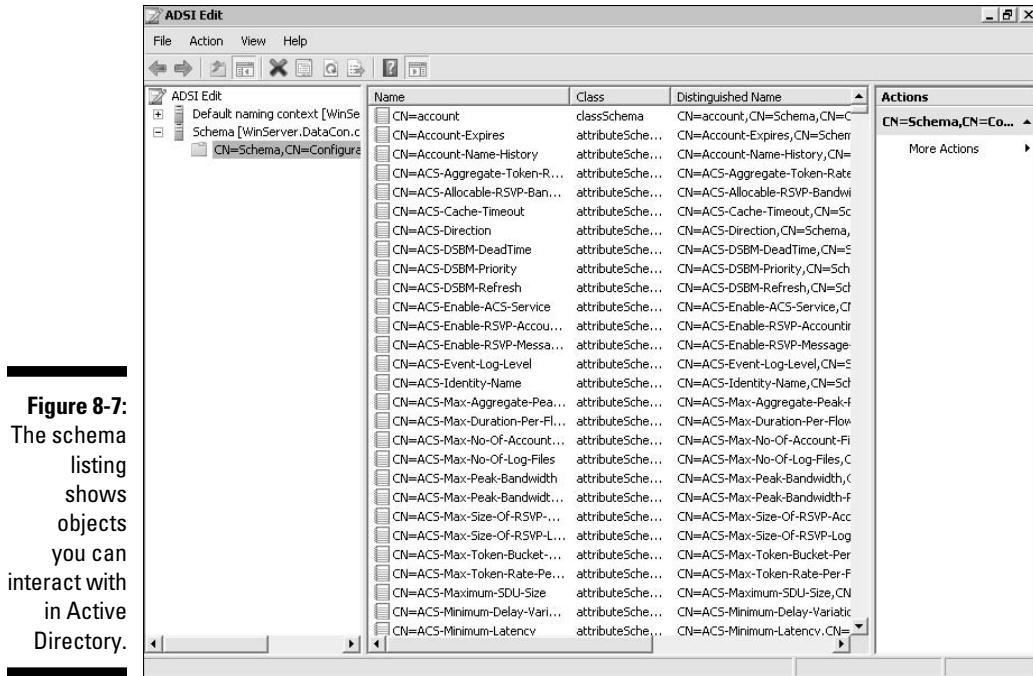 ADSI Edit
File Action View Help
ADSI Edit
Default naming context [WinSe
Schema [WinServer.DataCon.c
CN=Schema,CN=Configura
Name Class Distinguished Name
CN=account classSchema CN=account,CN=Schema,CN=C
CN=Account-Expires attributeSche... CN=Account-Expires,CN=Schem
CN=Account-Name-History attributeSche... CN=Account-Name-History,CN=
CN=ACS-Aggregate-Token-R... attributeSche... CN=ACS-Aggregate-Token-Rate
CN=ACS-Allocable-RSVP-Ban... attributeSche... CN=ACS-Allocable-RSVP-Bandwi
CN=ACS-Cache-Timeout attributeSche... CN=ACS-Cache-Timeout,CN=Sc
CN=ACS-Direction attributeSche... CN=ACS-Direction,CN=Schema,
CN=ACS-DSBM-DeadTime attributeSche... CN=ACS-DSBM-DeadTime,CN=S
CN=ACS-DSBM-Priority attributeSche... CN=ACS-DSBM-Priority,CN=Sch
CN=ACS-DSBM-Refresh attributeSche... CN=ACS-DSBM-Refresh,CN=Sch
CN=ACS-Enable-ACS-Service attributeSche... CN=ACS-Enable-ACS-Service,CN
CN=ACS-Enable-RSVP-Accou... attributeSche... CN=ACS-Enable-RSVP-Accountin
CN=ACS-Enable-RSVP-Messa... attributeSche... CN=ACS-Enable-RSVP-Message-
CN=ACS-Event-Log-Level attributeSche... CN=ACS-Event-Log-Level,CN=S
CN=ACS-Identity-Name attributeSche... CN=ACS-Identity-Name,CN=Sch
CN=ACS-Max-Aggregate-Pea... attributeSche... CN=ACS-Max-Aggregate-Peak-R
CN=ACS-Max-Duration-Per-Fl... attributeSche... CN=ACS-Max-Duration-Per-Flow
CN=ACS-Max-No-Of-Account... attributeSche... CN=ACS-Max-No-Of-Account-Fi
CN=ACS-Max-No-Of-Log-Files attributeSche... CN=ACS-Max-No-Of-Log-Files,C
CN=ACS-Max-Peak-Bandwidth attributeSche... CN=ACS-Max-Peak-Bandwidth,C
CN=ACS-Max-Peak-Bandwidt... attributeSche... CN=ACS-Max-Peak-Bandwidth-P
CN=ACS-Max-Size-Of-RSVP-... attributeSche... CN=ACS-Max-Size-Of-RSVP-Acc
CN=ACS-Max-Size-Of-RSVP-L... attributeSche... CN=ACS-Max-Size-Of-RSVP-Log
CN=ACS-Max-Token-Bucket-... attributeSche... CN=ACS-Max-Token-Bucket-Per
CN=ACS-Max-Token-Rate-Pe... attributeSche... CN=ACS-Max-Token-Rate-Per-F
CN=ACS-Maximum-SDU-Size attributeSche... CN=ACS-Maximum-SDU-Size,CN
CN=ACS-Minimum-Delay-Vari... attributeSche... CN=ACS-Minimum-Delay-Variatio
CN=ACS-Minimum-Latency attributeSche... CN=ACS-Minimum-Latency,CN=
Actions
CN=Schema,CN=Co...
More Actions
Figure 8-7:
The schema
listing
shows
objects
you can
interact with
in Active
Directory.